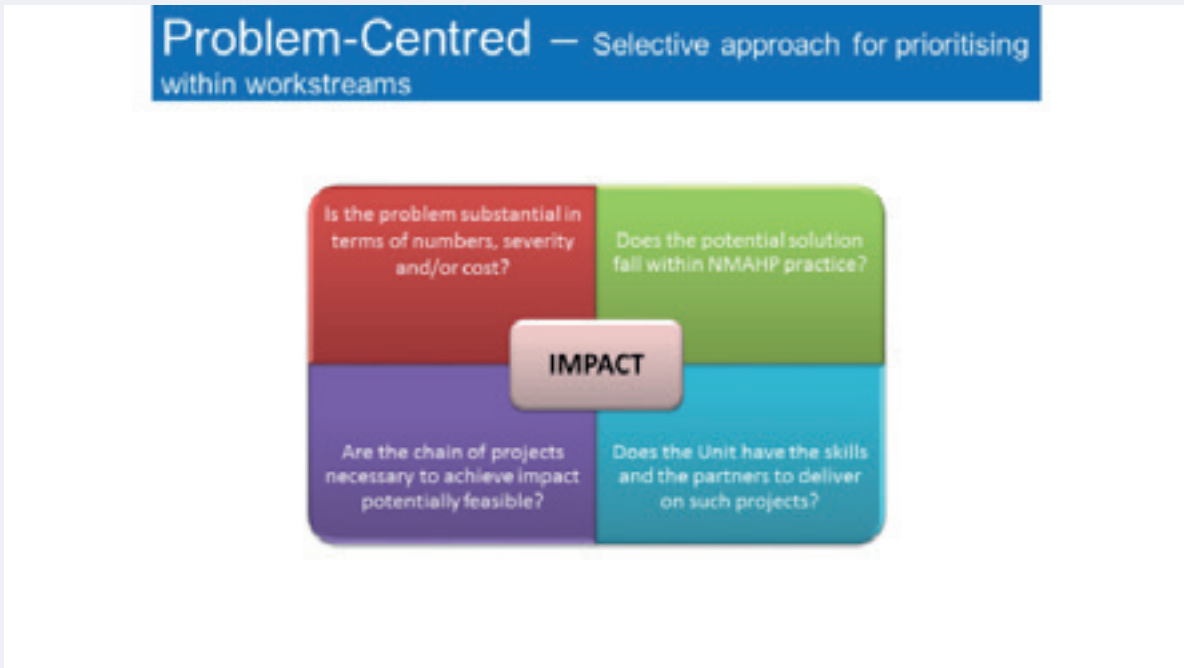 Problem-Centred – Selective approach for prioritising
within workstreams
Is the problem substantial in
terms of numbers, severity
and/or cost?
Does the potential solution
fall within NMAHP practice?
IMPACT
Are the chain of projects
necessary to achieve impact
potentially feasible?
Does the Unit have the skills
and the partners to deliver
on such projects?